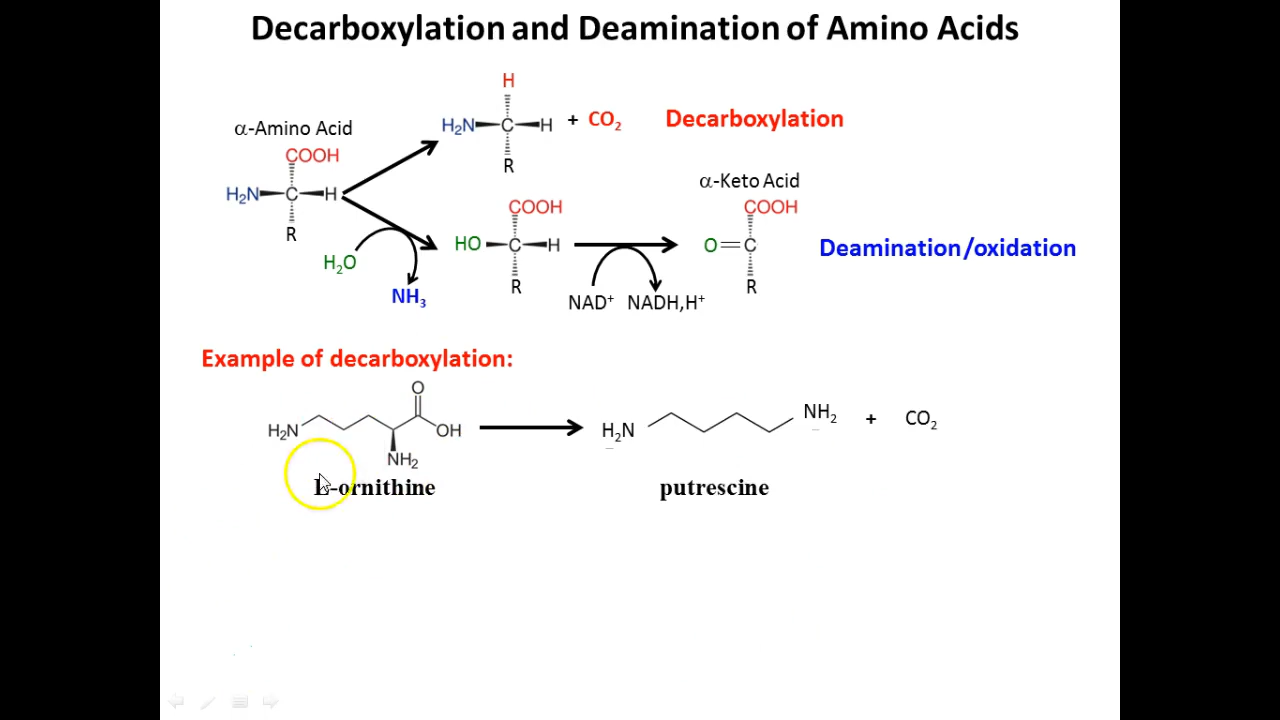 Decarboxylation and Deamination of Amino Acids
α-Amino Acid
COOH
H₂N C H
R
H
H₂N C H + CO₂
R
Decarboxylation
H₂O
NH₃
COOH
HO C H
R
NAD⁺ NADH,H⁺
α-Keto Acid
COOH
O=C
R
Deamination/oxidation
Example of decarboxylation:
O
H₂N OH
NH₂
L-ornithine
H₂N NH₂ + CO₂
putrescine